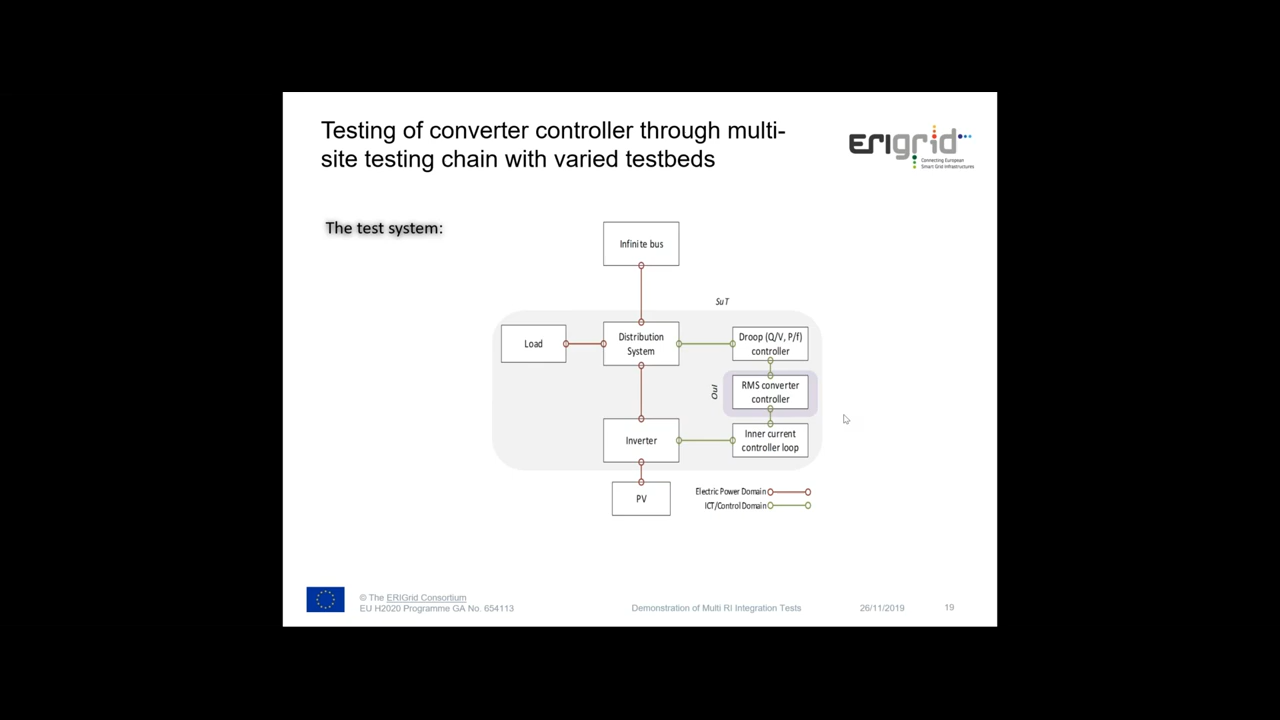 Testing of converter controller through multi-
site testing chain with varied testbeds
ERIgrid
Connecting European
Smart Grid Infrastructures
The test system:
Infinite bus
SuT
Load
Distribution
System
Droop (Q/V, P/f)
controller
OuI
RMS converter
controller
Inverter
Inner current
controller loop
PV
Electric Power Domain
ICT/Control Domain
© The ERIGrid Consortium
EU H2020 Programme GA No. 654113
Demonstration of Multi RI Integration Tests
26/11/2019
19